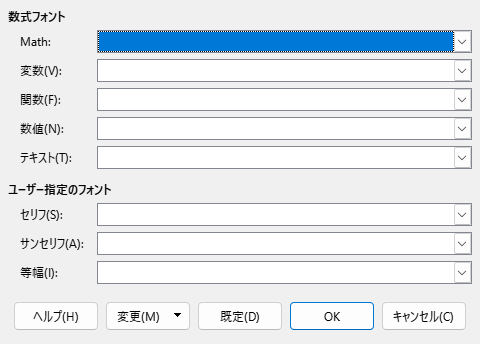 数式フォント
Math:
変数(V):
関数(F):
数値(N):
テキスト(T):
ユーザー指定のフォント
セリフ(S):
サンセリフ(A):
等幅(I):
ヘルプ(H) 変更(M) 既定(D) OK キャンセル(C)